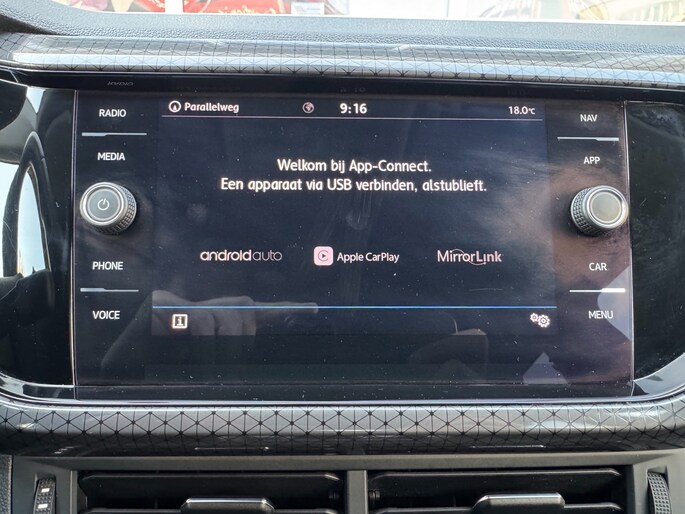 RADIO
MEDIA
PHONE
VOICE
Parallelweg
9:16
18.0°C
Welkom bij App-Connect.
Een apparaat via USB verbinden, alstublieft.
androidauto
Apple CarPlay
MirrorLink
NAV
APP
CAR
MENU